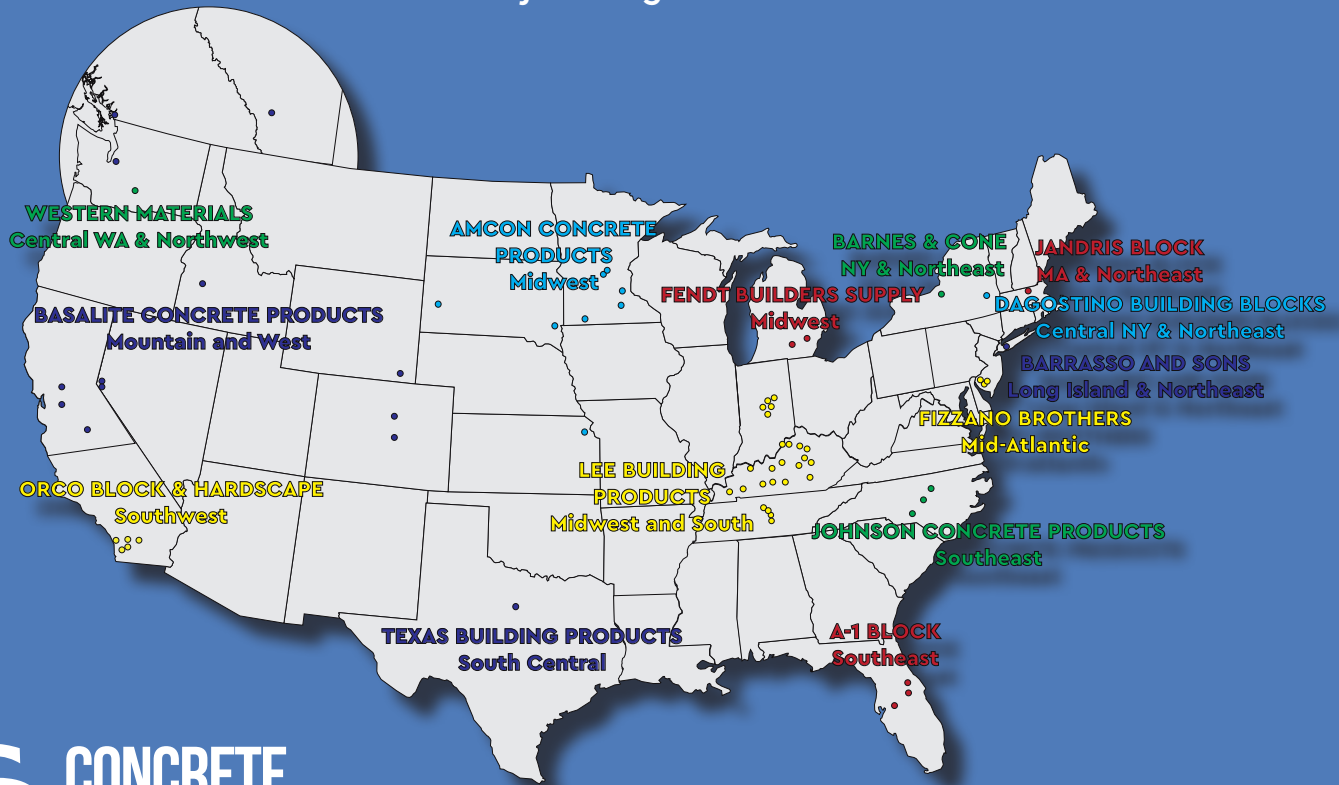 WESTERN MATERIALS
Central WA & Northwest
AMCON CONCRETE
PRODUCTS
Midwest
BARNES & CONE
NY & Northeast
JANDRIS BLOCK
MA & Northeast
FENDT BUILDERS SUPPLY
Midwest
DAGOSTINO BUILDING BLOCKS
Central NY & Northeast
BASALITE CONCRETE PRODUCTS
Mountain and West
BARRASSO AND SONS
Long Island & Northeast
FIZZANO BROTHERS
Mid-Atlantic
LEE BUILDING
PRODUCTS
Midwest and South
ORCO BLOCK & HARDSCAPE
Southwest
JOHNSON CONCRETE PRODUCTS
Southeast
TEXAS BUILDING PRODUCTS
South Central
A-1 BLOCK
Southeast
CONCRETE